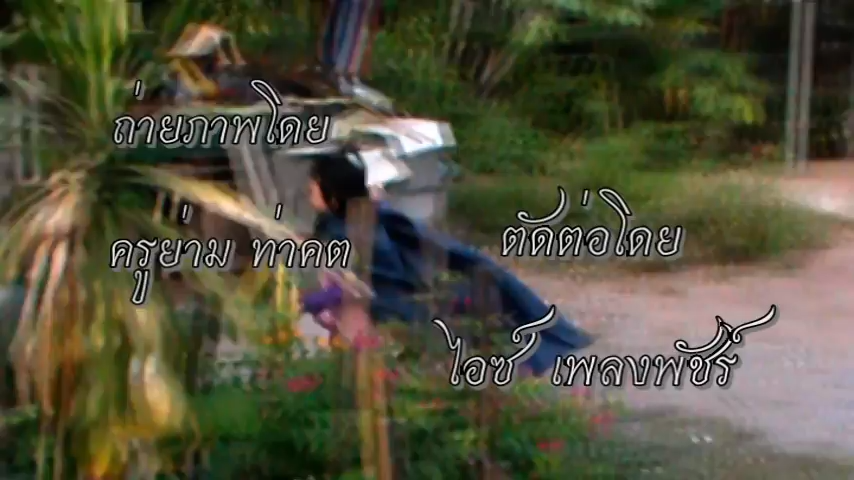 ถ่ายภาพโดย
ครูย่าม ท่าคต
ตัดต่อโดย
ไอซ์ เพลงพัชร์